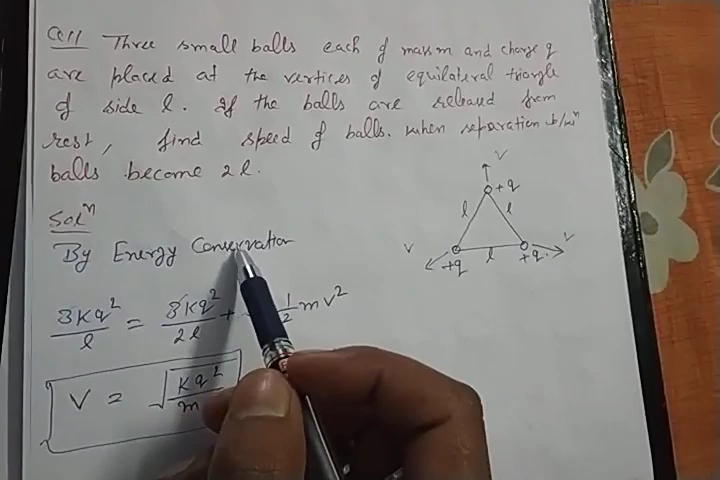 Q11 Three small balls each of mass m and charge q
are placed at the vertices of equilateral triangle
of side l. If the balls are from
rest, find speed of balls. when separation b/wn
balls become 2l.
V
+q
l l
Soln
By Energy Conservation
V V
+q l +q.
3Kq²/l = 3Kq²/2l + 1/2 mv²
V = √Kq²/m